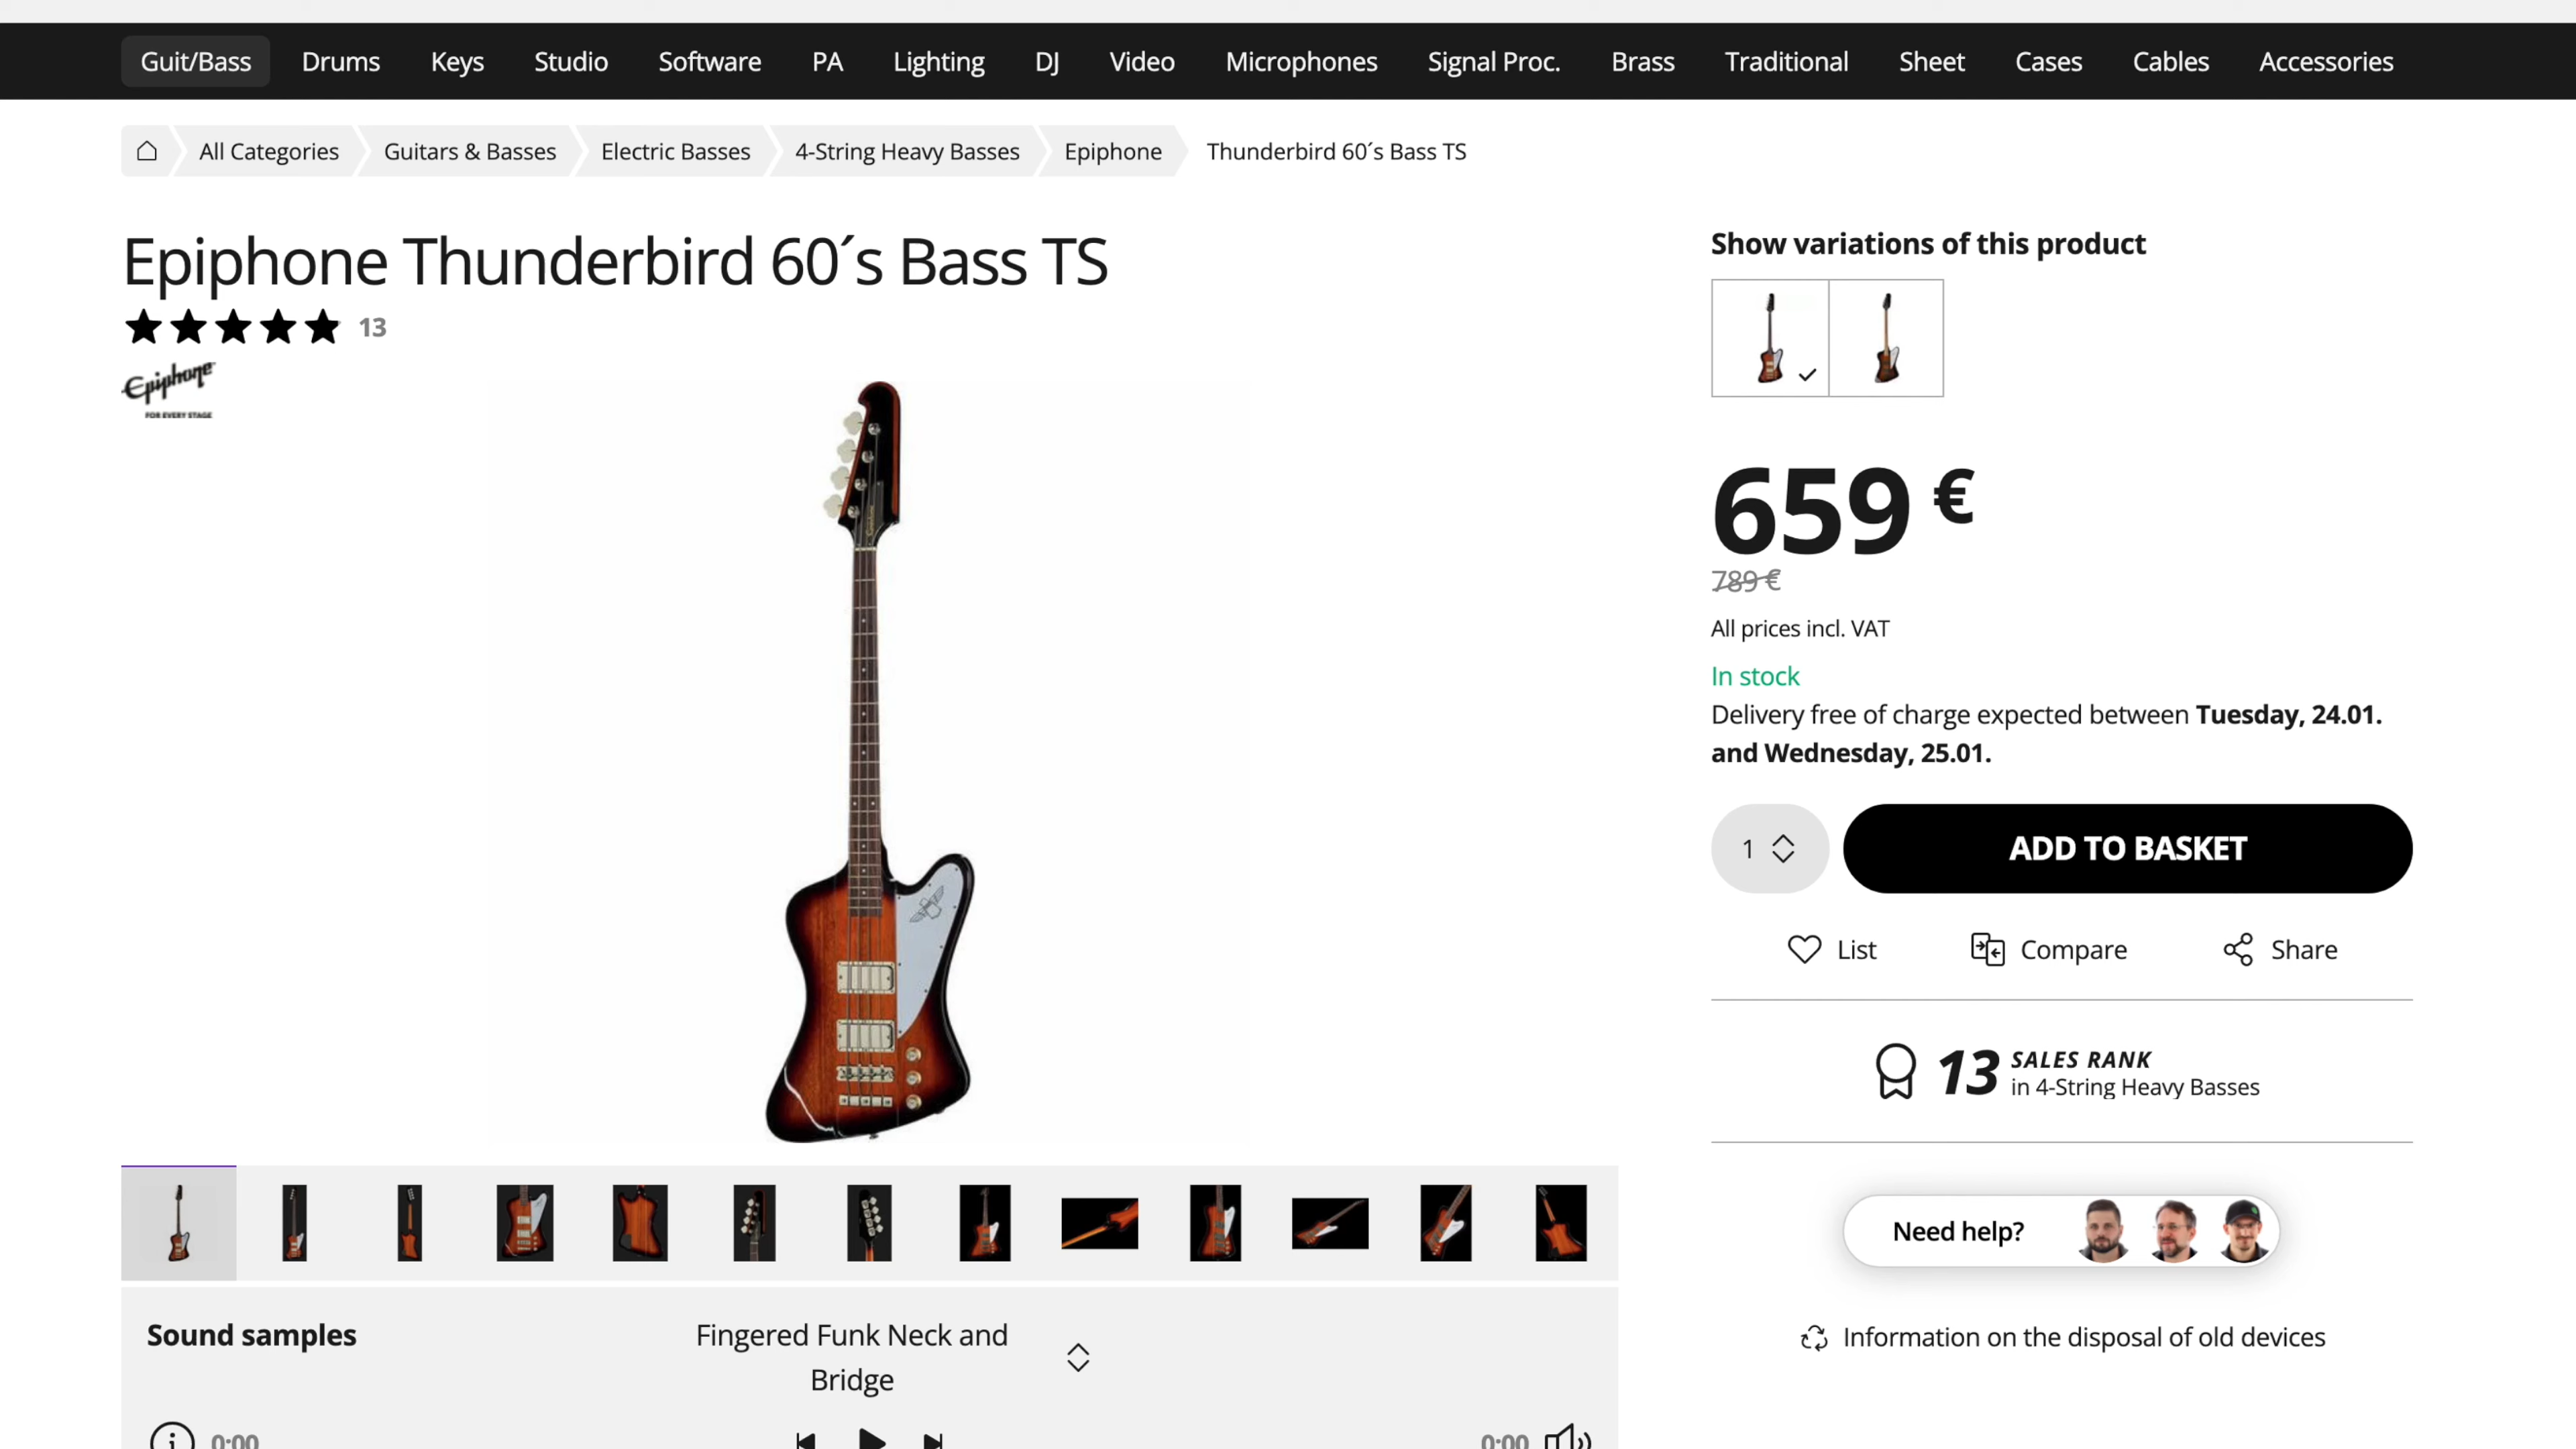 Guit/Bass Drums Keys Studio Software PA Lighting DJ Video Microphones Signal Proc. Brass Traditional Sheet Cases Cables Accessories
All Categories Guitars & Basses Electric Basses 4-String Heavy Basses Epiphone Thunderbird 60´s Bass TS
Epiphone Thunderbird 60´s Bass TS
13
Epiphone
FOR EVERY STAGE
Show variations of this product
659 €
789 €
All prices incl. VAT
In stock
Delivery free of charge expected between Tuesday, 24.01.
and Wednesday, 25.01.
1 ADD TO BASKET
List Compare Share
13 SALES RANK
in 4-String Heavy Basses
Need help?
Information on the disposal of old devices
Sound samples
Fingered Funk Neck and
Bridge
0:00 0:00